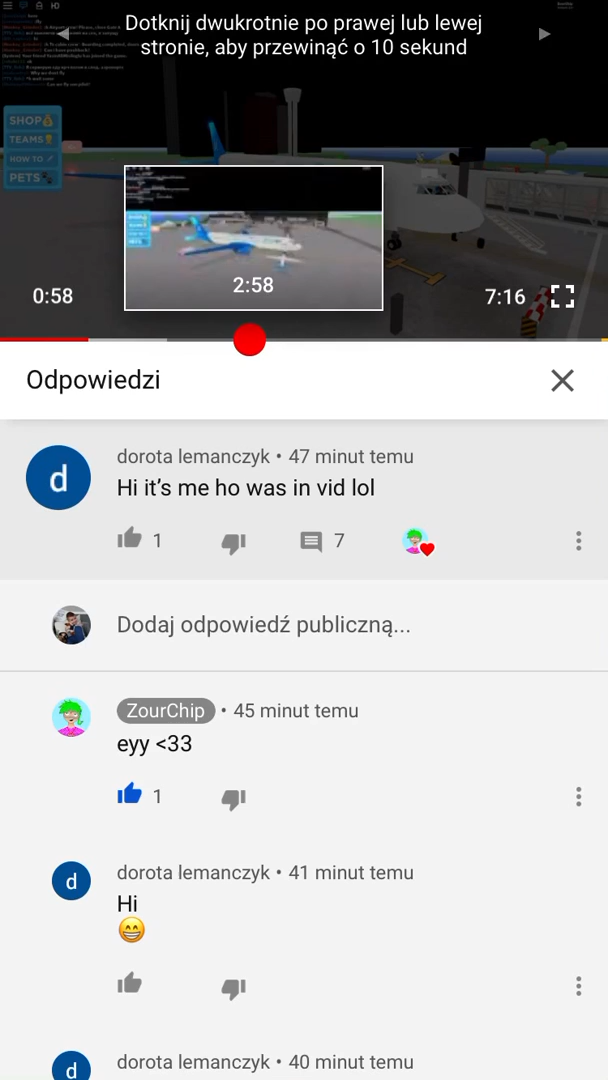 Dotknij dwukrotnie po prawej lub lewej
stronie, aby przewinąć o 10 sekund
SHOP
TEAMS
HOW TO
PETS
0:58
2:58
7:16
Odpowiedzi
dorota lemanczyk • 47 minut temu
Hi it's me ho was in vid lol
1
7
Dodaj odpowiedź publiczną...
ZourChip • 45 minut temu
eyy <33
1
dorota lemanczyk • 41 minut temu
Hi
😁
dorota lemanczyk • 40 minut temu